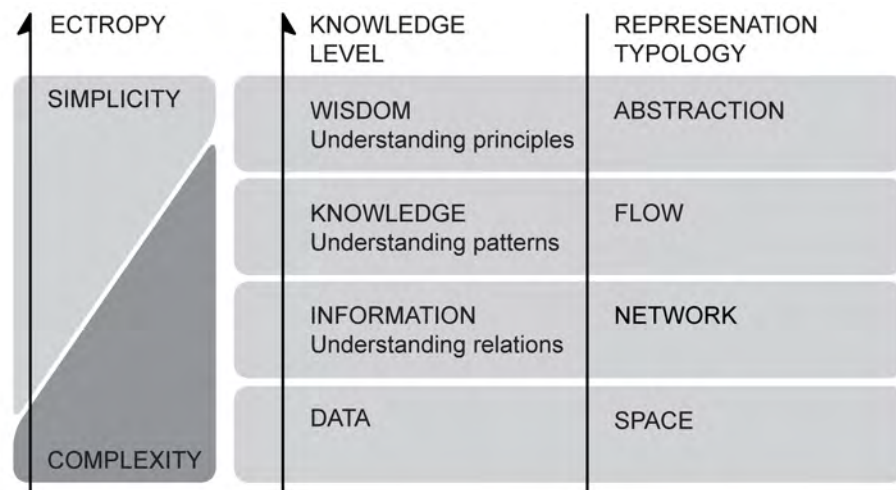 ECTROPY
KNOWLEDGE
LEVEL
REPRESENATION
TYPOLOGY
SIMPLICITY
WISDOM
Understanding principles
ABSTRACTION
KNOWLEDGE
Understanding patterns
FLOW
INFORMATION
Understanding relations
NETWORK
DATA
SPACE
COMPLEXITY